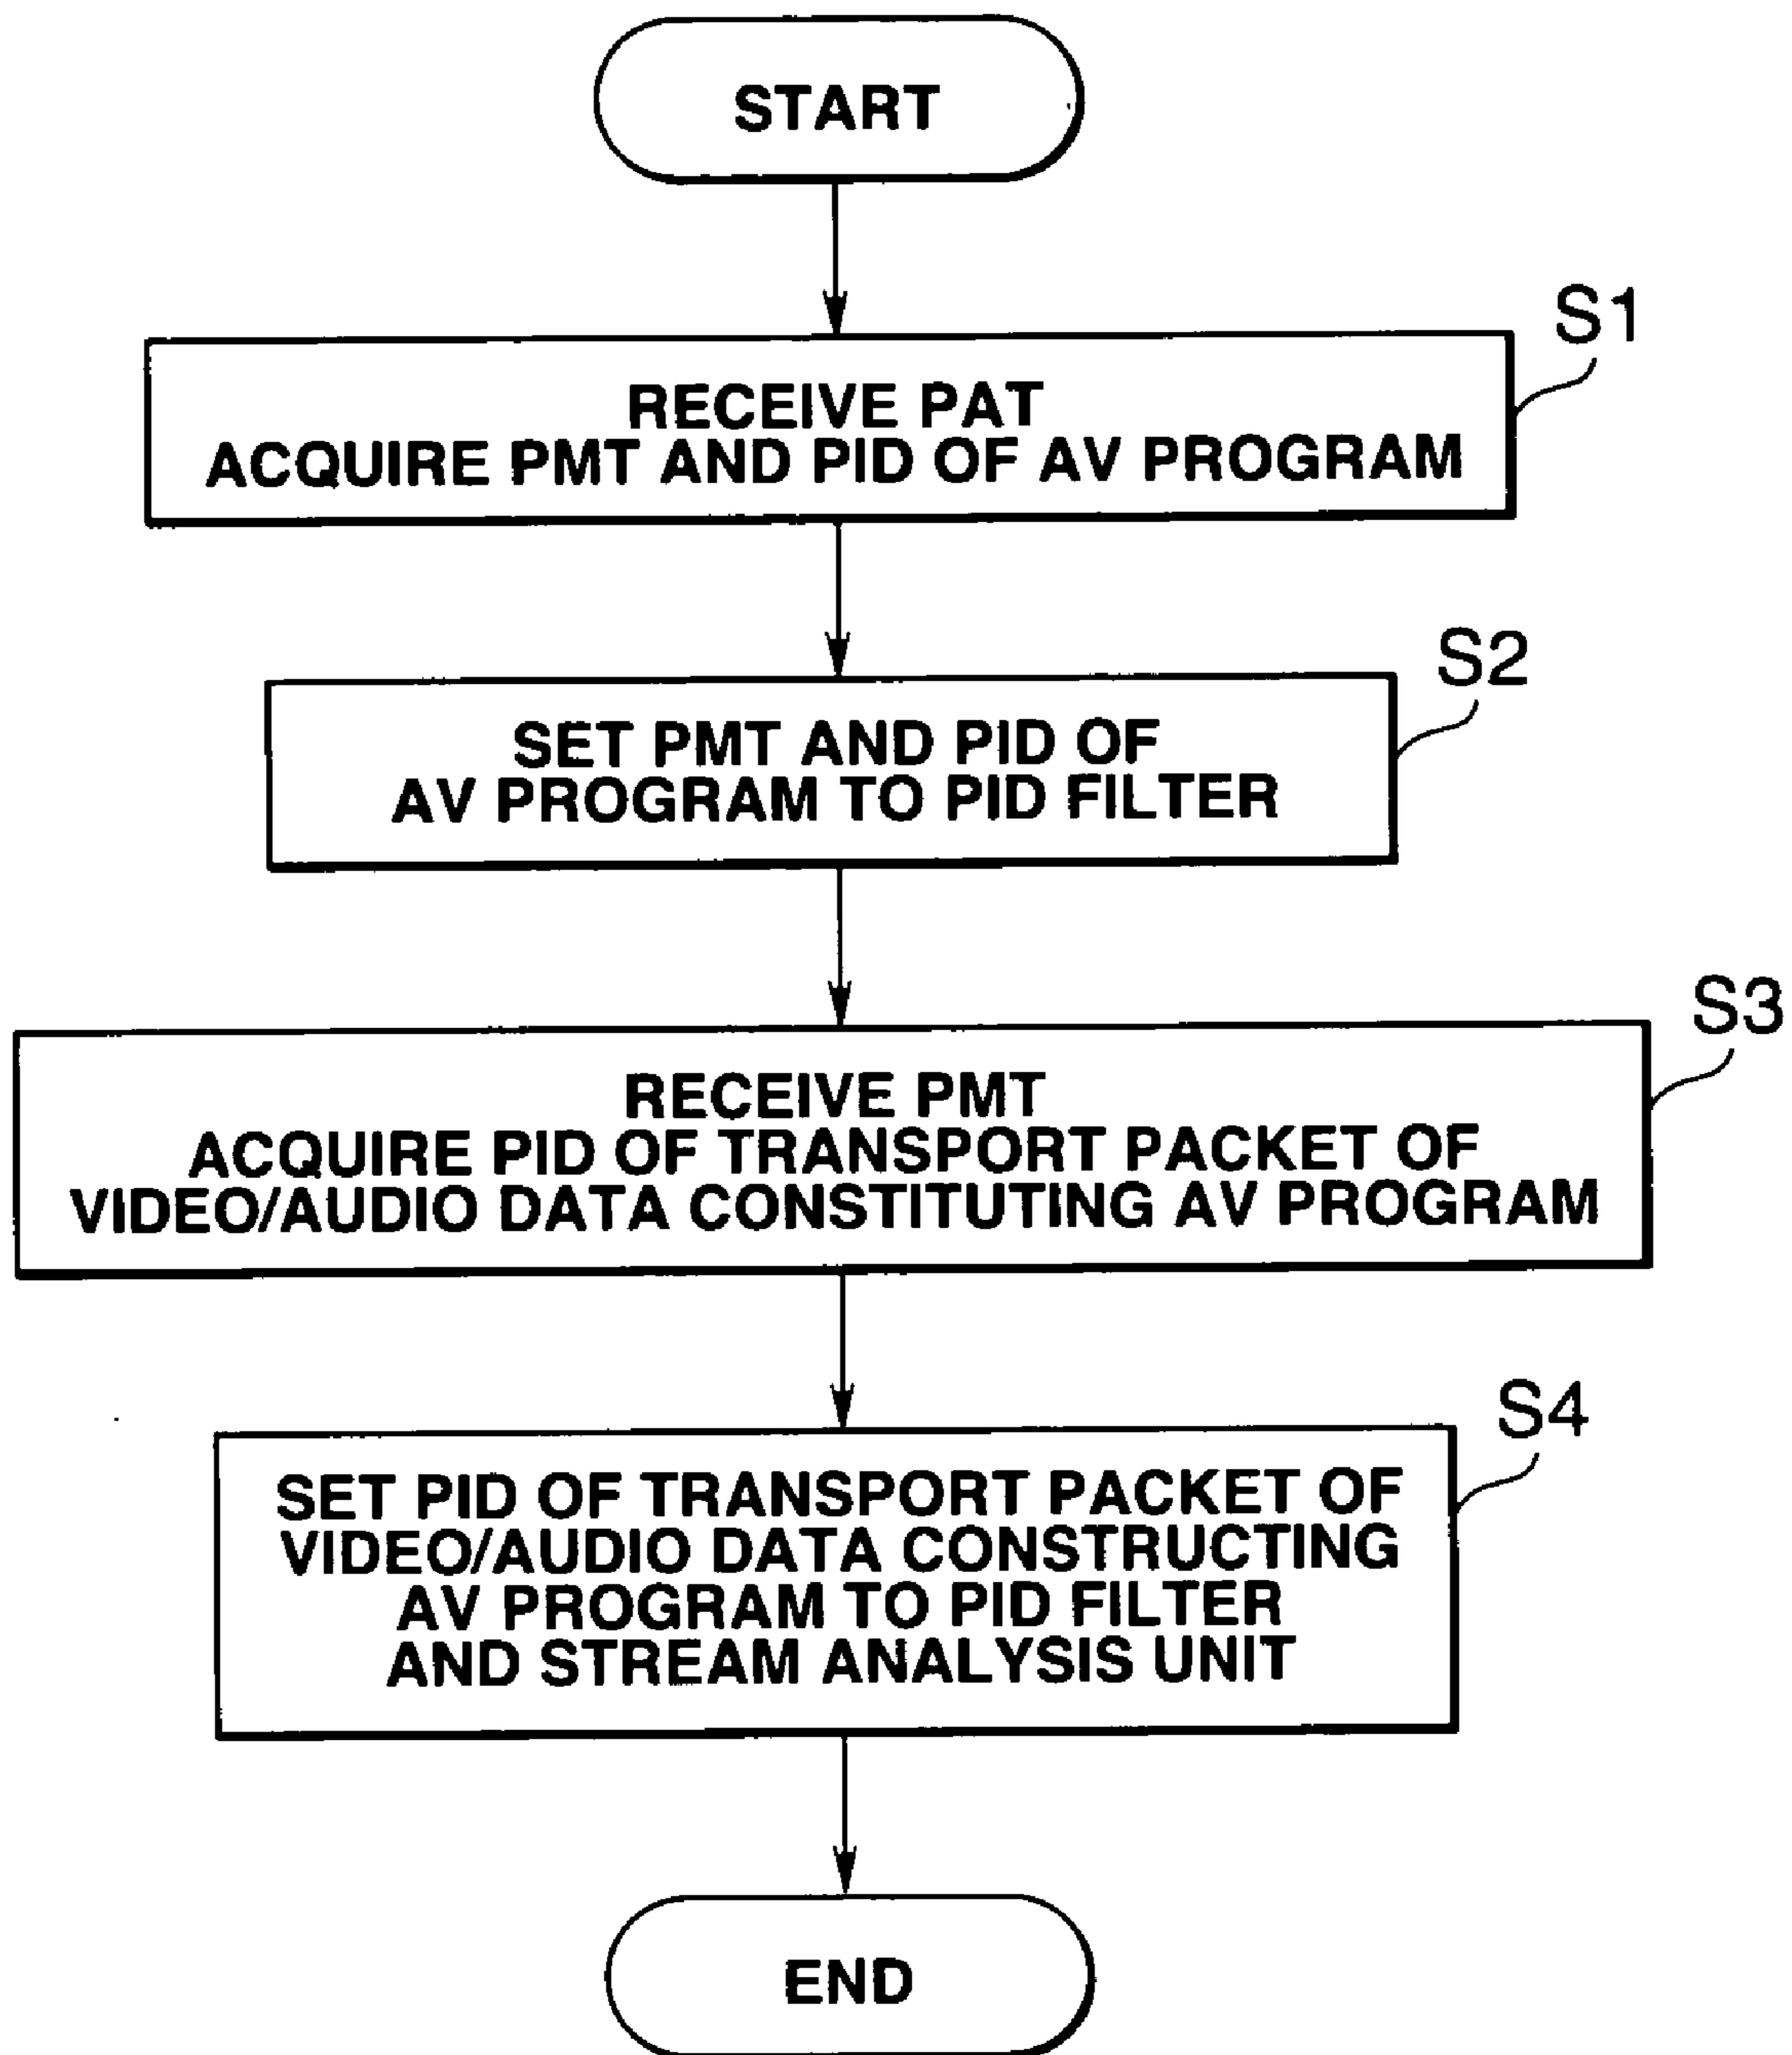 START
S1
RECEIVE PAT
ACQUIRE PMT AND PID OF AV PROGRAM
S2
SET PMT AND PID OF
AV PROGRAM TO PID FILTER
S3
RECEIVE PMT
ACQUIRE PID OF TRANSPORT PACKET OF
VIDEO/AUDIO DATA CONSTITUTING AV PROGRAM
S4
SET PID OF TRANSPORT PACKET OF
VIDEO/AUDIO DATA CONSTRUCTING
AV PROGRAM TO PID FILTER
AND STREAM ANALYSIS UNIT
END